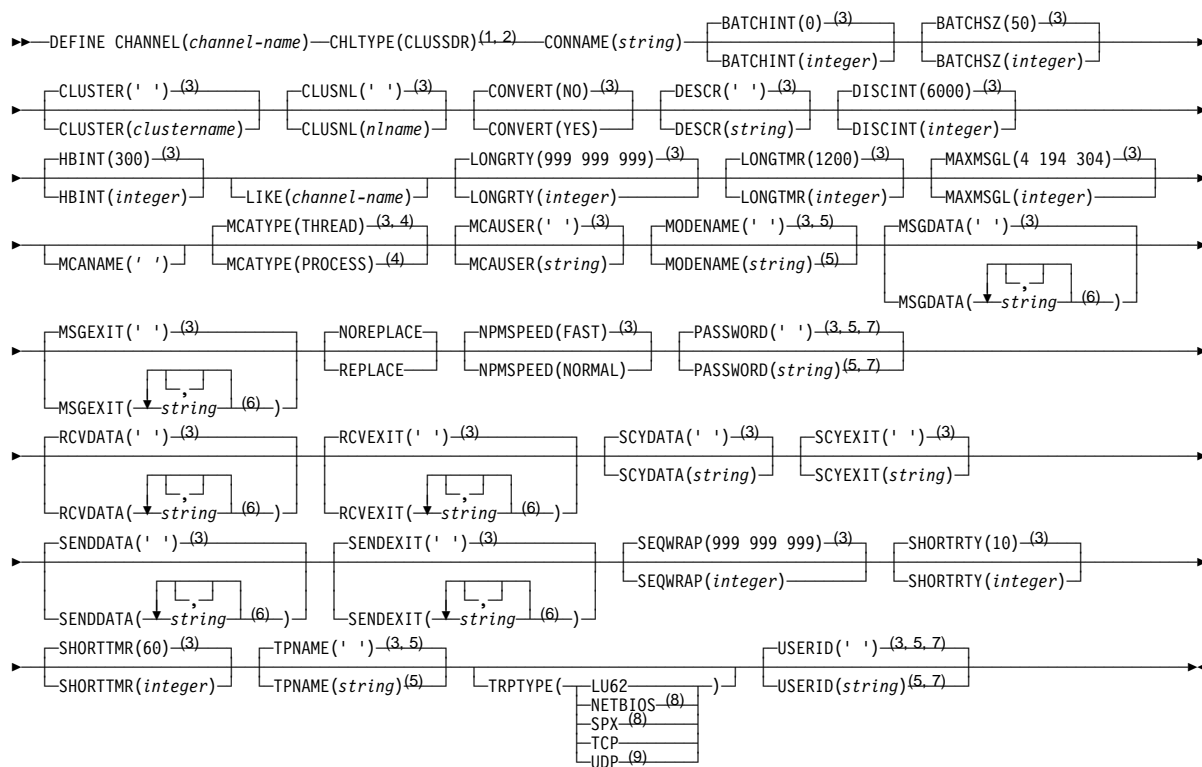 BATCHINT(0) (3) BATCHSZ(50) (3)
DEFINE CHANNEL(channel-name) CHLTYPE(CLUSSDR) (1, 2) CONNAME(string)
BATCHINT(integer) BATCHSZ(integer)
CLUSTER(' ') (3) CLUSNL(' ') (3) CONVERT(NO) (3) DESCR(' ') (3) DISCINT(6000) (3)
CLUSTER(clustername) CLUSNL(nlname) CONVERT(YES) DESCR(string) DISCINT(integer)
HBINT(300) (3) LONGRTY(999 999 999) (3) LONGTMR(1200) (3) MAXMSGL(4 194 304) (3)
HBINT(integer) LIKE(channel-name) LONGRTY(integer) LONGTMR(integer) MAXMSGL(integer)
MCATYPE(THREAD) (3, 4) MCAUSER(' ') (3) MODENAME(' ') (3, 5) MSGDATA(' ') (3)
MCANAME(' ') MCATYPE(PROCESS) (4) MCAUSER(string) MODENAME(string) (5)
,
MSGDATA( string (6) )
MSGEXIT(' ') (3) NOREPLACE NPMSPEED(FAST) (3) PASSWORD(' ') (3, 5, 7)
REPLACE NPMSPEED(NORMAL) PASSWORD(string) (5, 7)
,
MSGEXIT( string (6) )
RCVDATA(' ') (3) RCVEXIT(' ') (3) SCYDATA(' ') (3) SCYEXIT(' ') (3)
SCYDATA(string) SCYEXIT(string)
, ,
RCVDATA( string (6) ) RCVEXIT( string (6) )
SENDDATA(' ') (3) SENDEXIT(' ') (3) SEQWRAP(999 999 999) (3) SHORTRTY(10) (3)
SEQWRAP(integer) SHORTRTY(integer)
, ,
SENDDATA( string (6) ) SENDEXIT( string (6) )
SHORTTMR(60) (3) TPNAME(' ') (3, 5) USERID(' ') (3, 5, 7)
SHORTTMR(integer) TPNAME(string) (5) TRPTYPE( LU62 ) USERID(string) (5, 7)
NETBIOS (8)
SPX (8)
TCP
UDP (9)